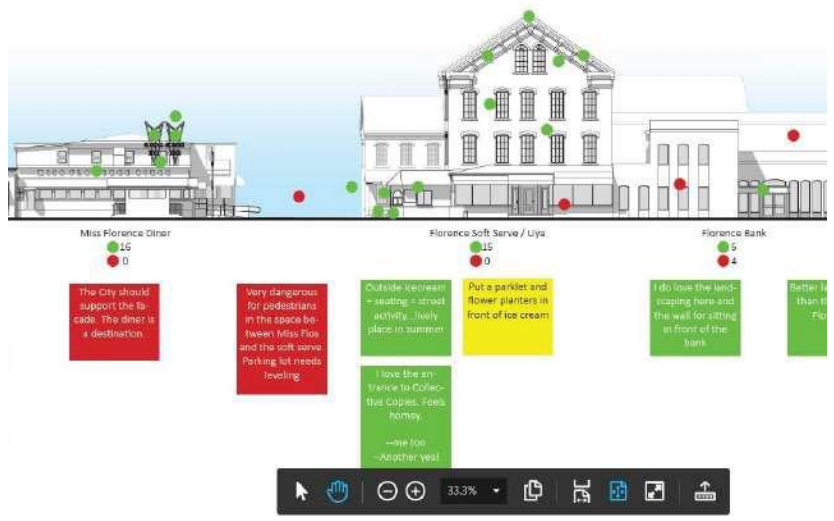 Miss Florence Diner
16
0
Florence Soft Serve / Uya
15
0
Florence Bank
5
4
The City should
support the fa-
cade. The diner is
a destination.
Very dangerous
for pedestrians
in the space be-
tween Miss Flos
and the soft serve
Parking lot needs
leveling
Outside icecream
+ seating = street
activity...lively
place in summer
Put a parklet and
flower planters in
front of ice cream
I do love the land-
scaping here and
the wall for sitting
in front of the
bank
Better
than th
Flo
I love the en-
trance to Collec-
tive Copies. Feels
homey.
--me too
--Another yes!
33.3%